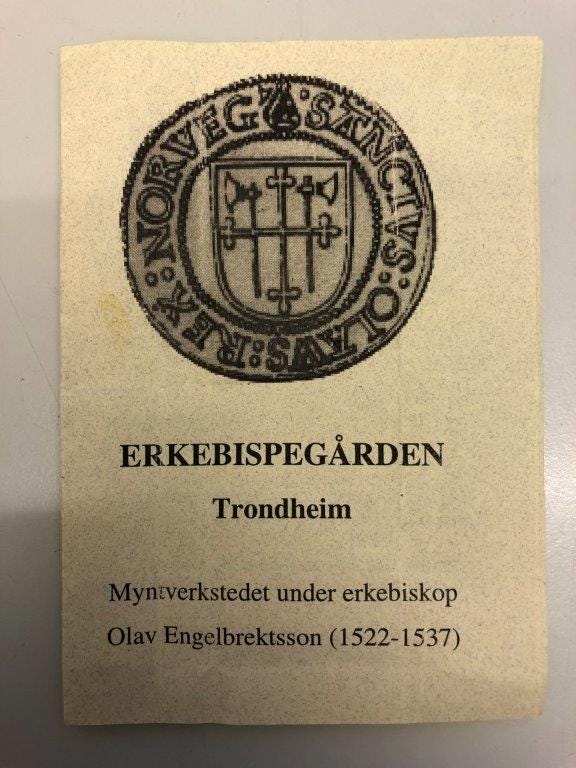 SANCTVS: OLAVS: REX: NORVEG
ERKEBISPEGÅRDEN
Trondheim
Myntverkstedet under erkebiskop
Olav Engelbrektsson (1522-1537)